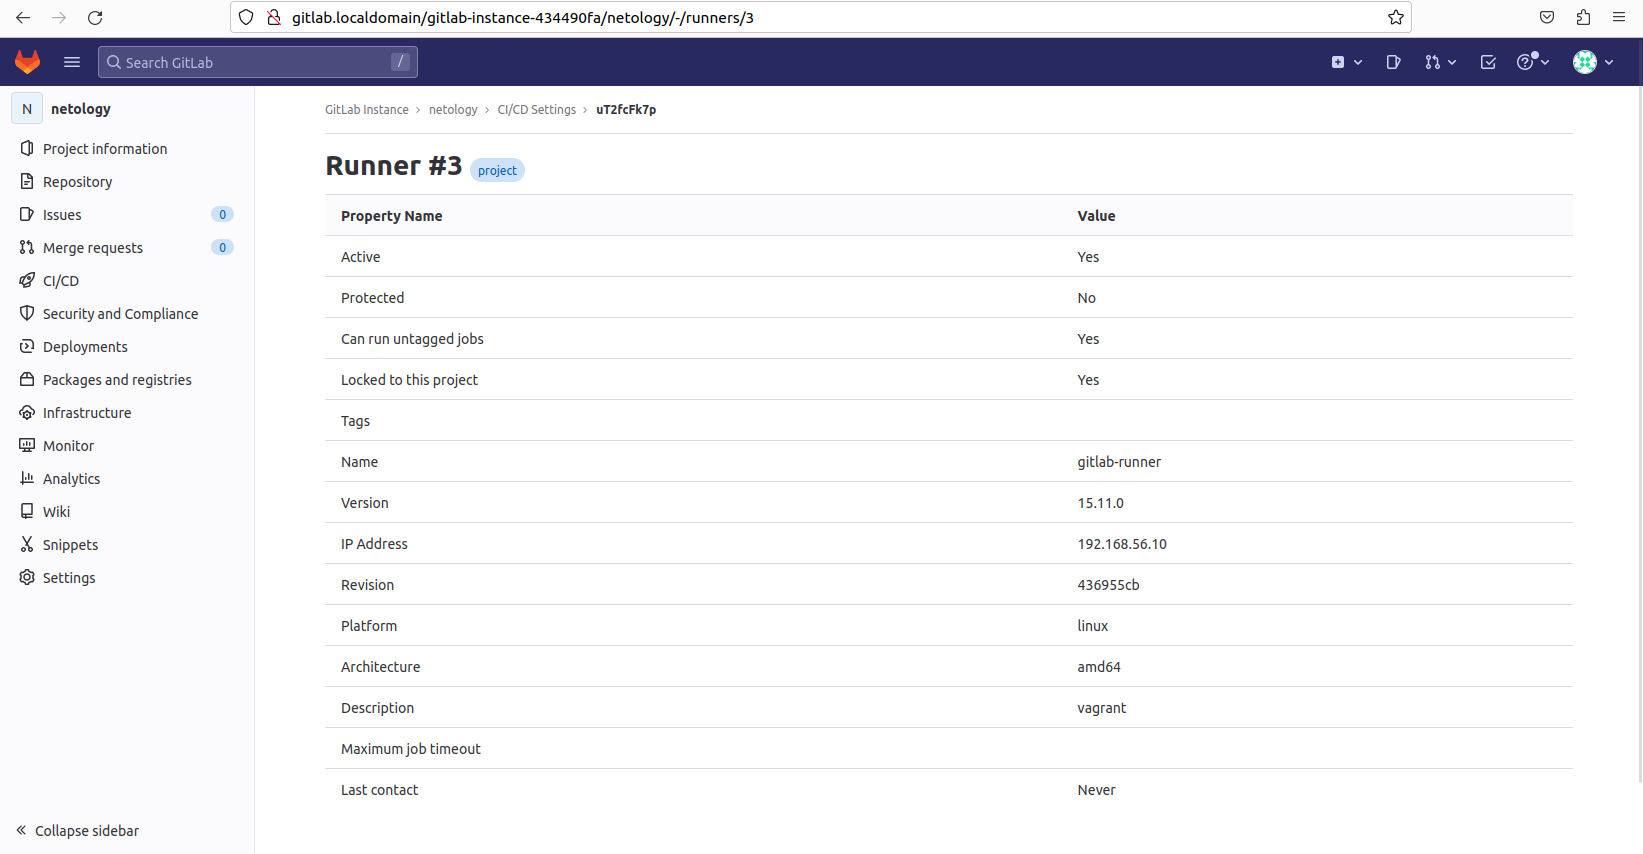 gitlab.localdomain/gitlab-instance-434490fa/netology/-/runners/3
Search GitLab /
N netology
Project information
Repository
Issues 0
Merge requests 0
CI/CD
Security and Compliance
Deployments
Packages and registries
Infrastructure
Monitor
Analytics
Wiki
Snippets
Settings
Collapse sidebar
GitLab Instance › netology › CI/CD Settings › uT2fcFk7p
Runner #3 project
Property Name Value
Active Yes
Protected No
Can run untagged jobs Yes
Locked to this project Yes
Tags
Name gitlab-runner
Version 15.11.0
IP Address 192.168.56.10
Revision 436955cb
Platform linux
Architecture amd64
Description vagrant
Maximum job timeout
Last contact Never